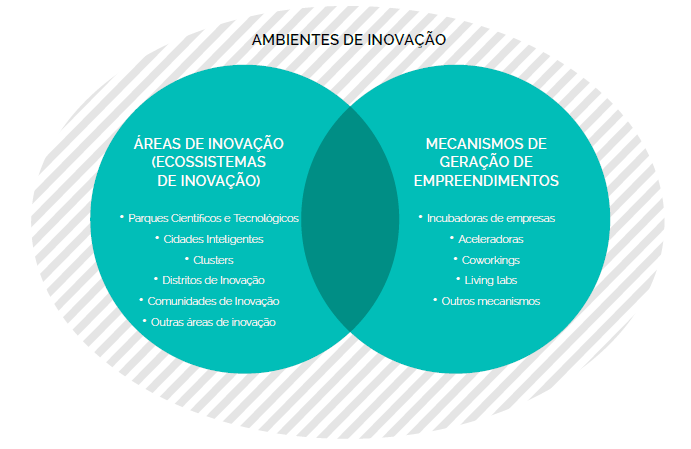 AMBIENTES DE INOVAÇÃO
ÁREAS DE INOVAÇÃO
(ECOSSISTEMAS
DE INOVAÇÃO)
• Parques Científicos e Tecnológicos
• Cidades Inteligentes
• Clusters
• Distritos de Inovação
• Comunidades de Inovação
• Outras áreas de inovação
MECANISMOS DE
GERAÇÃO DE
EMPREENDIMENTOS
• Incubadoras de empresas
• Aceleradoras
• Coworkings
• Living labs
• Outros mecanismos